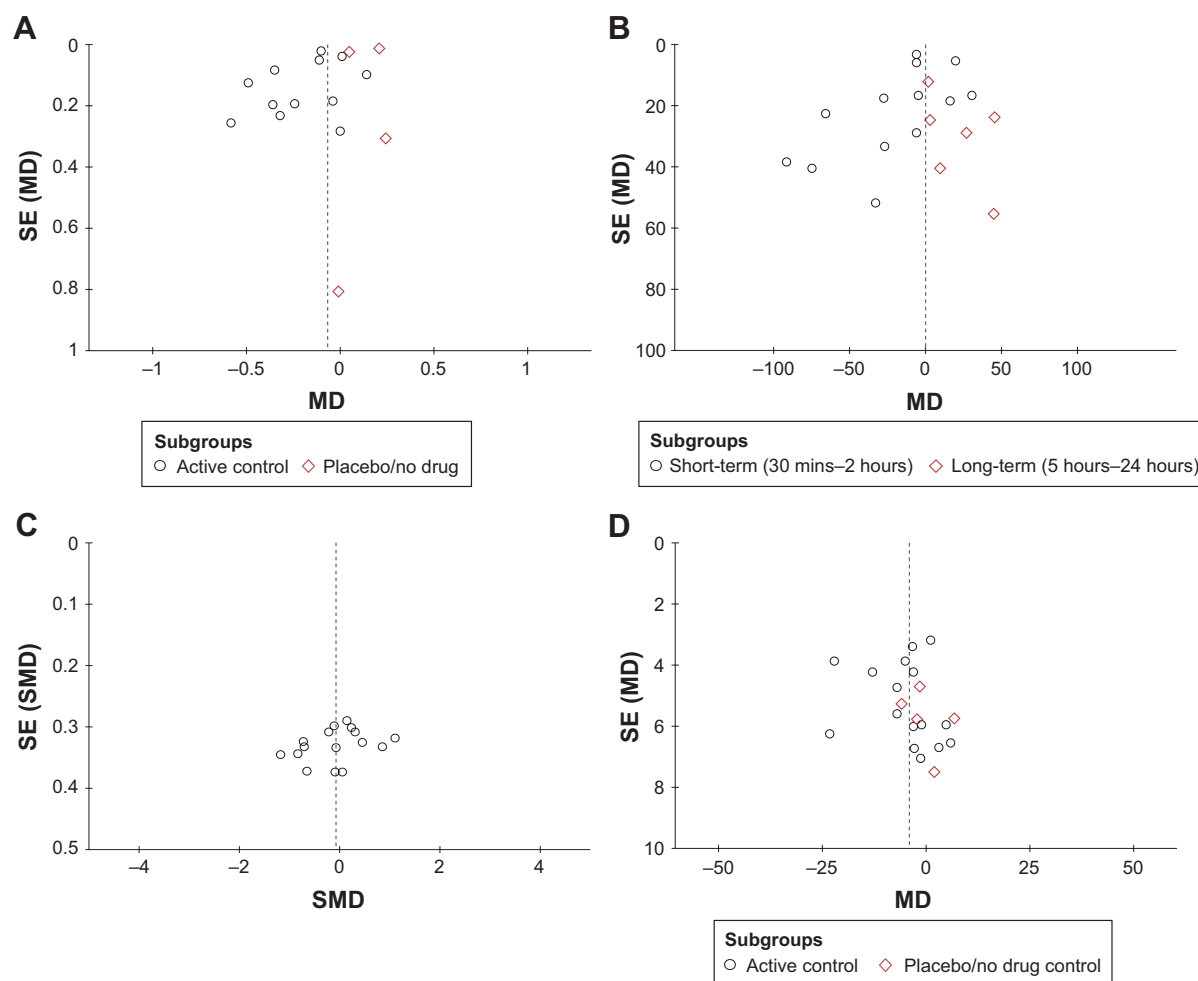 A
0
0.2
0.4
0.6
0.8
1
SE (MD)
–1
–0.5
0
0.5
1
MD
Subgroups
Active control Placebo/no drug
B
0
20
40
60
80
100
SE (MD)
–100
–50
0
50
100
MD
Subgroups
Short-term (30 mins–2 hours) Long-term (5 hours–24 hours)
C
0
0.1
0.2
0.3
0.4
0.5
SE (SMD)
–4
–2
0
2
4
SMD
D
0
2
4
6
8
10
SE (MD)
–50
–25
0
25
50
MD
Subgroups
Active control Placebo/no drug control